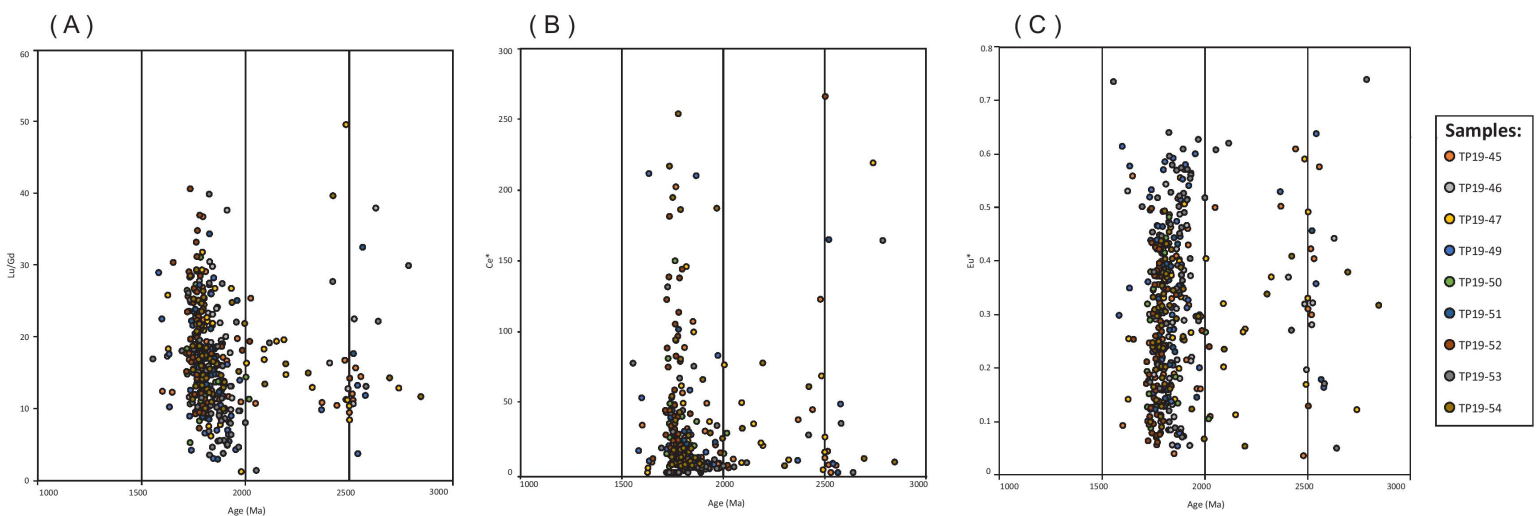 ( A )
60
50
40
30
20
10
0
Lu/Gd
1000 1500 2000 2500 3000
Age (Ma)
( B )
300
250
200
150
100
50
0
Ce*
1000 1500 2000 2500 3000
Age (Ma)
( C )
0.8
0.7
0.6
0.5
0.4
0.3
0.2
0.1
0
Eu*
1000 1500 2000 2500 3000
Age (Ma)
Samples:
TP19-45
TP19-46
TP19-47
TP19-49
TP19-50
TP19-51
TP19-52
TP19-53
TP19-54